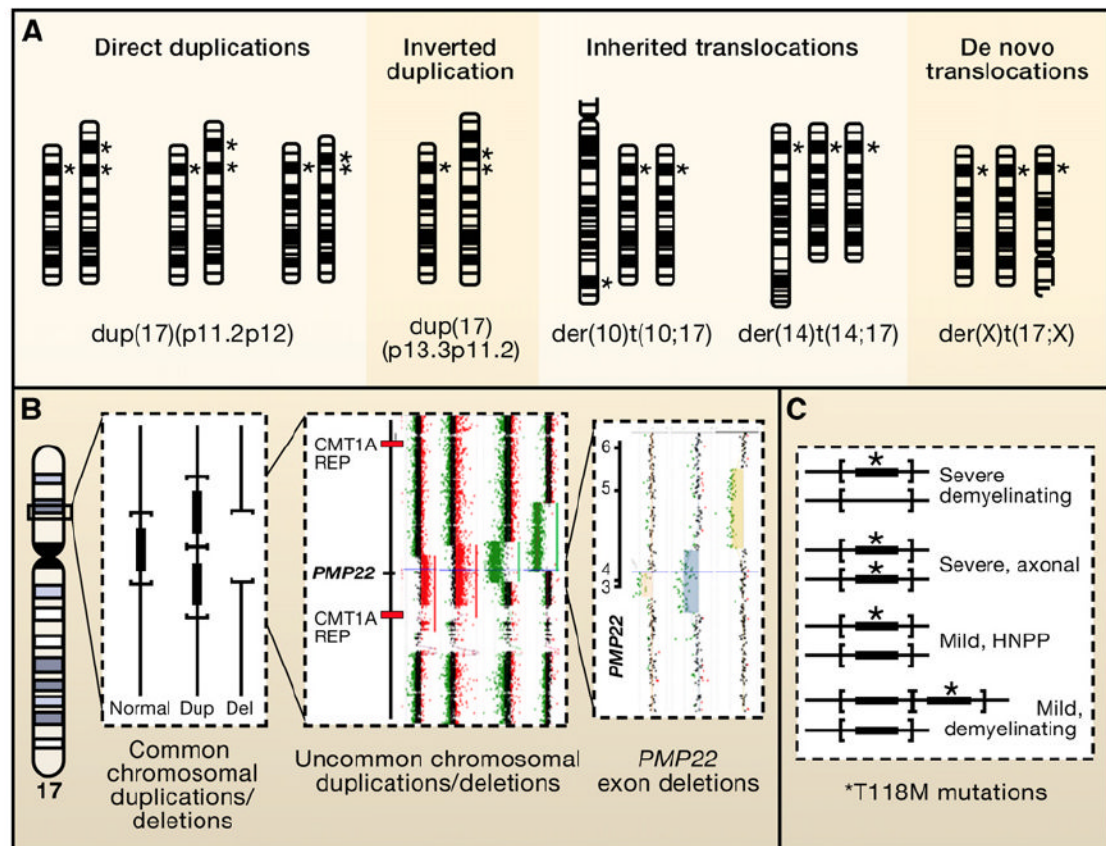 A
Direct duplications
Inverted
duplication
Inherited translocations
De novo
translocations
* * * * * * * * *
* * *
* * * * * *
* * *
dup(17)(p11.2p12)
dup(17)
(p13.3p11.2)
der(10)t(10;17)
der(14)t(14;17)
der(X)t(17;X)
B
17
Normal Dup Del
Common
chromosomal
duplications/
deletions
CMT1A
REP
PMP22
CMT1A
REP
Uncommon chromosomal
duplications/deletions
6
5
4
3
PMP22
PMP22
exon deletions
C
*
Severe
demyelinating
*
*
Severe, axonal
*
Mild, HNPP
*
Mild,
demyelinating
*T118M mutations